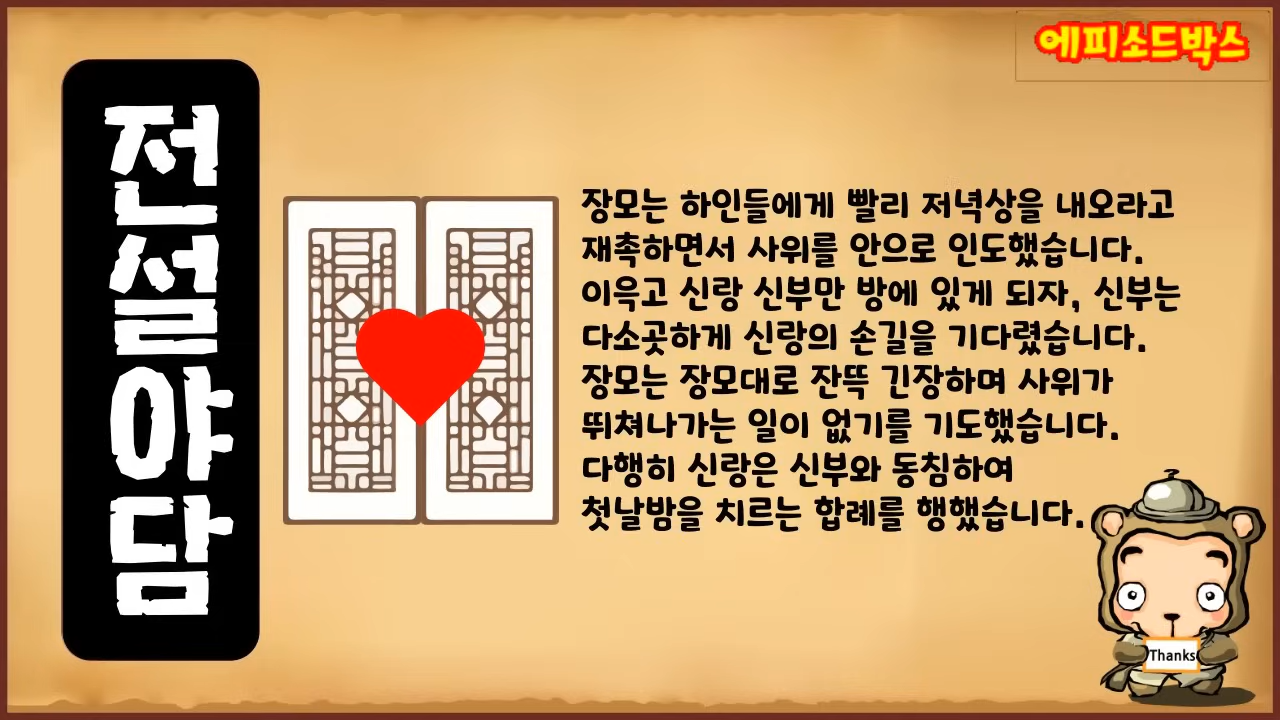 에피소드박스
전설야담
장모는 하인들에게 빨리 저녁상을 내오라고
재촉하면서 사위를 안으로 인도했습니다.
이윽고 신랑 신부만 방에 있게 되자, 신부는
다소곳하게 신랑의 손길을 기다렸습니다.
장모는 장모대로 잔뜩 긴장하며 사위가
뛰쳐나가는 일이 없기를 기도했습니다.
다행히 신랑은 신부와 동침하여
첫날밤을 치르는 합례를 행했습니다.
Thanks